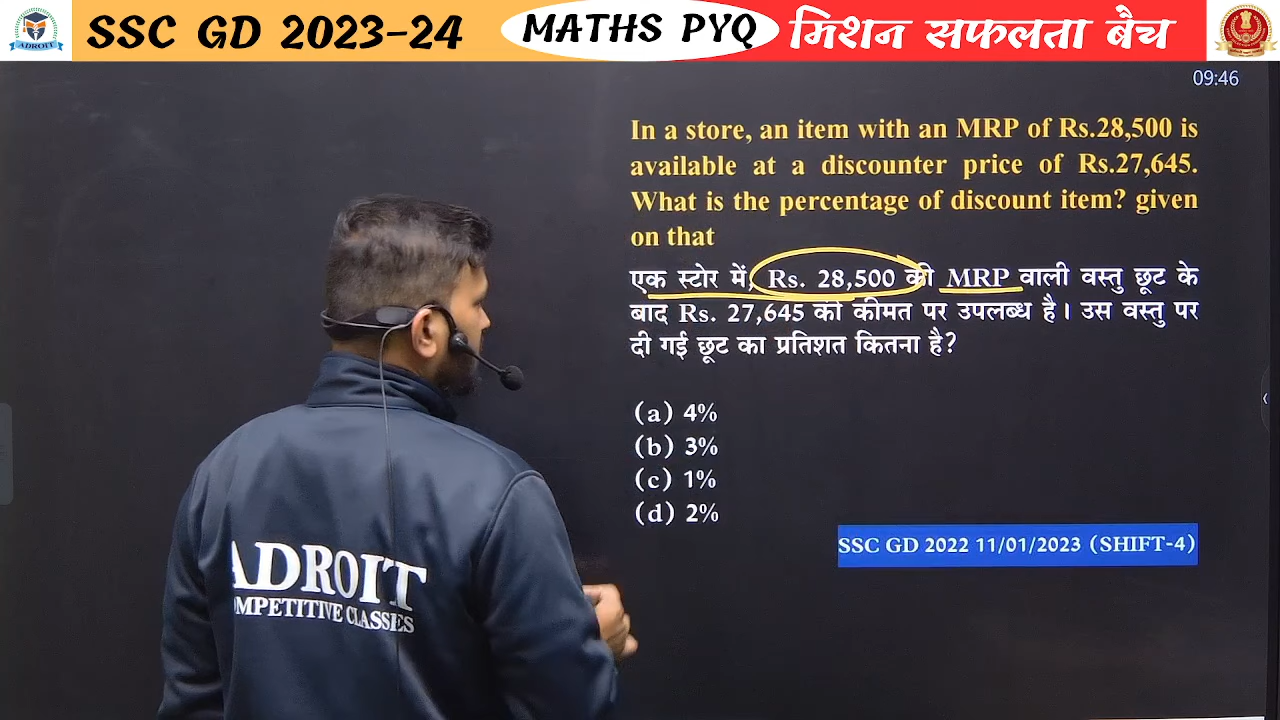 ADROIT
SSC GD 2023-24
MATHS PYQ
मिशन सफलता बैच
09:46
In a store, an item with an MRP of Rs.28,500 is
available at a discounter price of Rs.27,645.
What is the percentage of discount item? given
on that
एक स्टोर में, Rs. 28,500 की MRP वाली वस्तु छूट के
बाद Rs. 27,645 की कीमत पर उपलब्ध है। उस वस्तु पर
दी गई छूट का प्रतिशत कितना है?
(a) 4%
(b) 3%
(c) 1%
(d) 2%
SSC GD 2022 11/01/2023 (SHIFT-4)
ADROIT
OMPETITIVE CLASSES